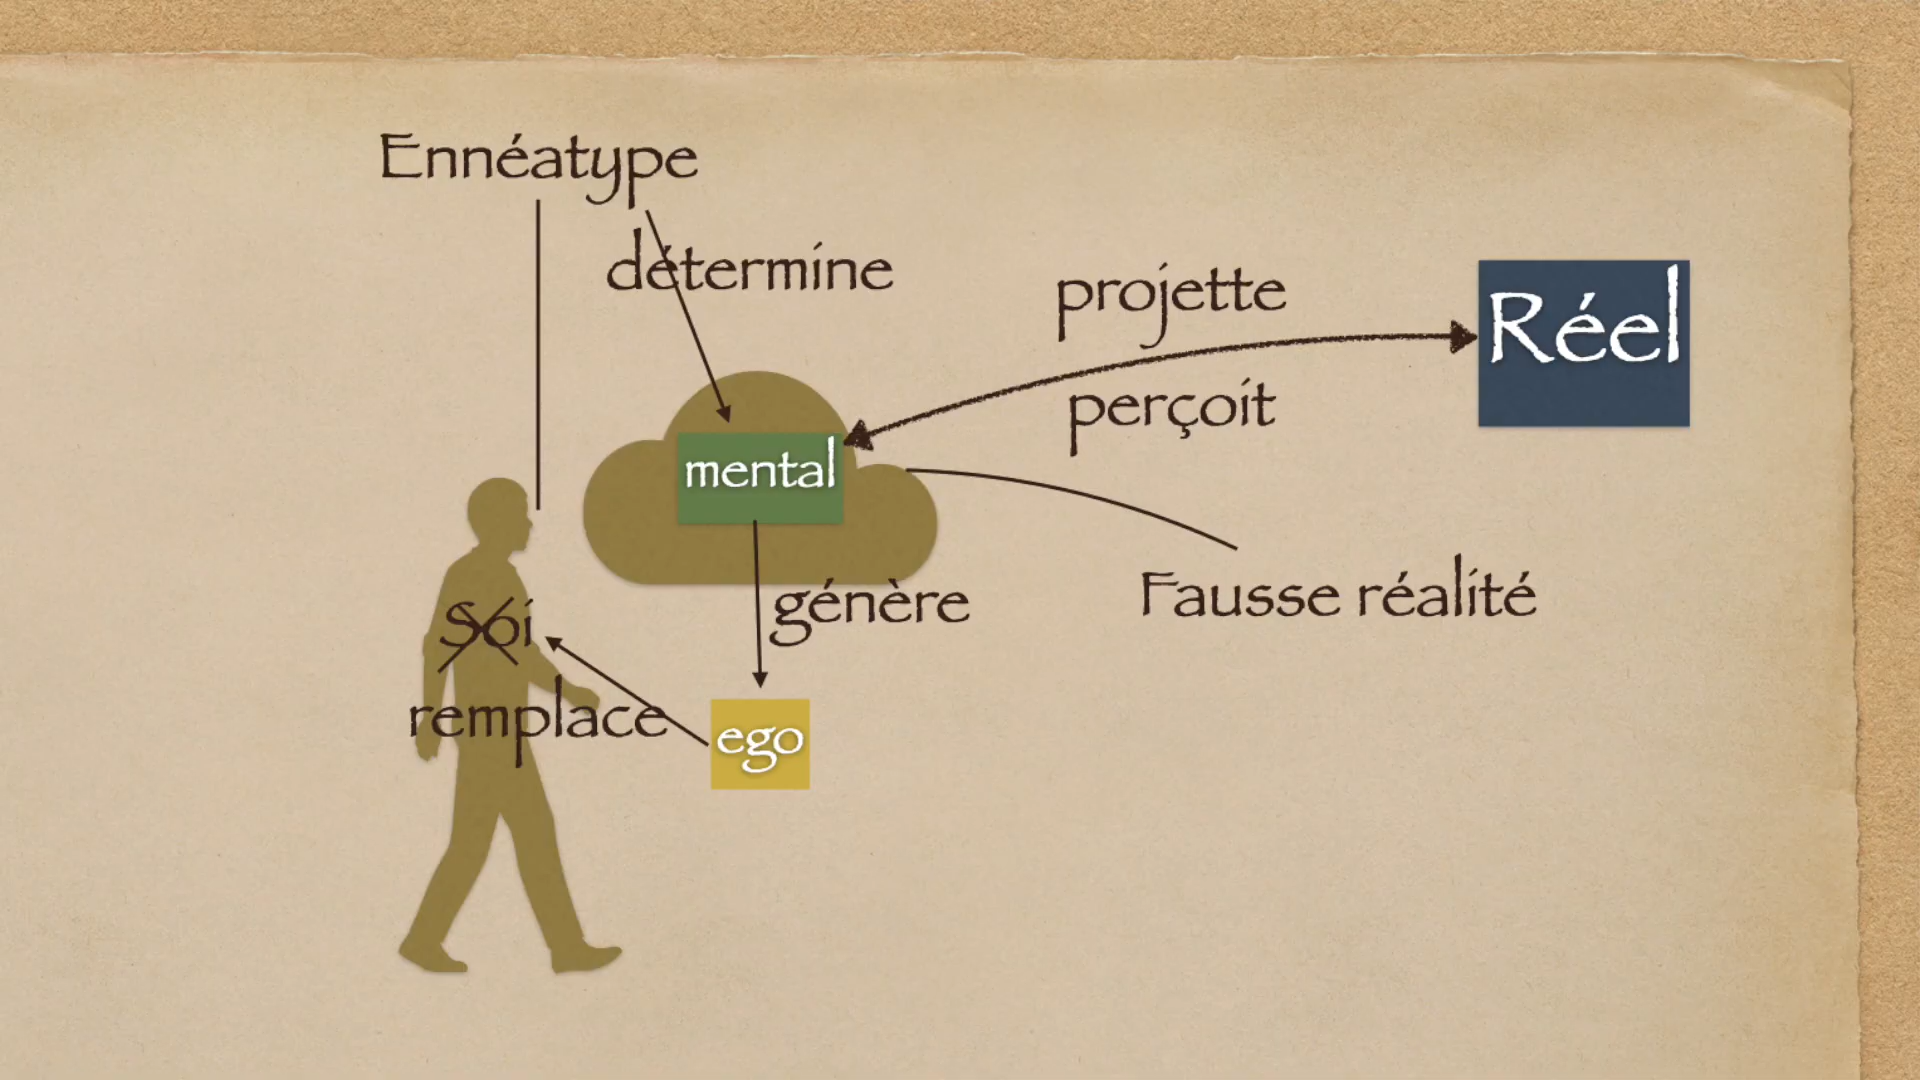 Ennéatype
détermine
projette
Réel
perçoit
mental
Fausse réalité
génère
Soi
remplace
ego